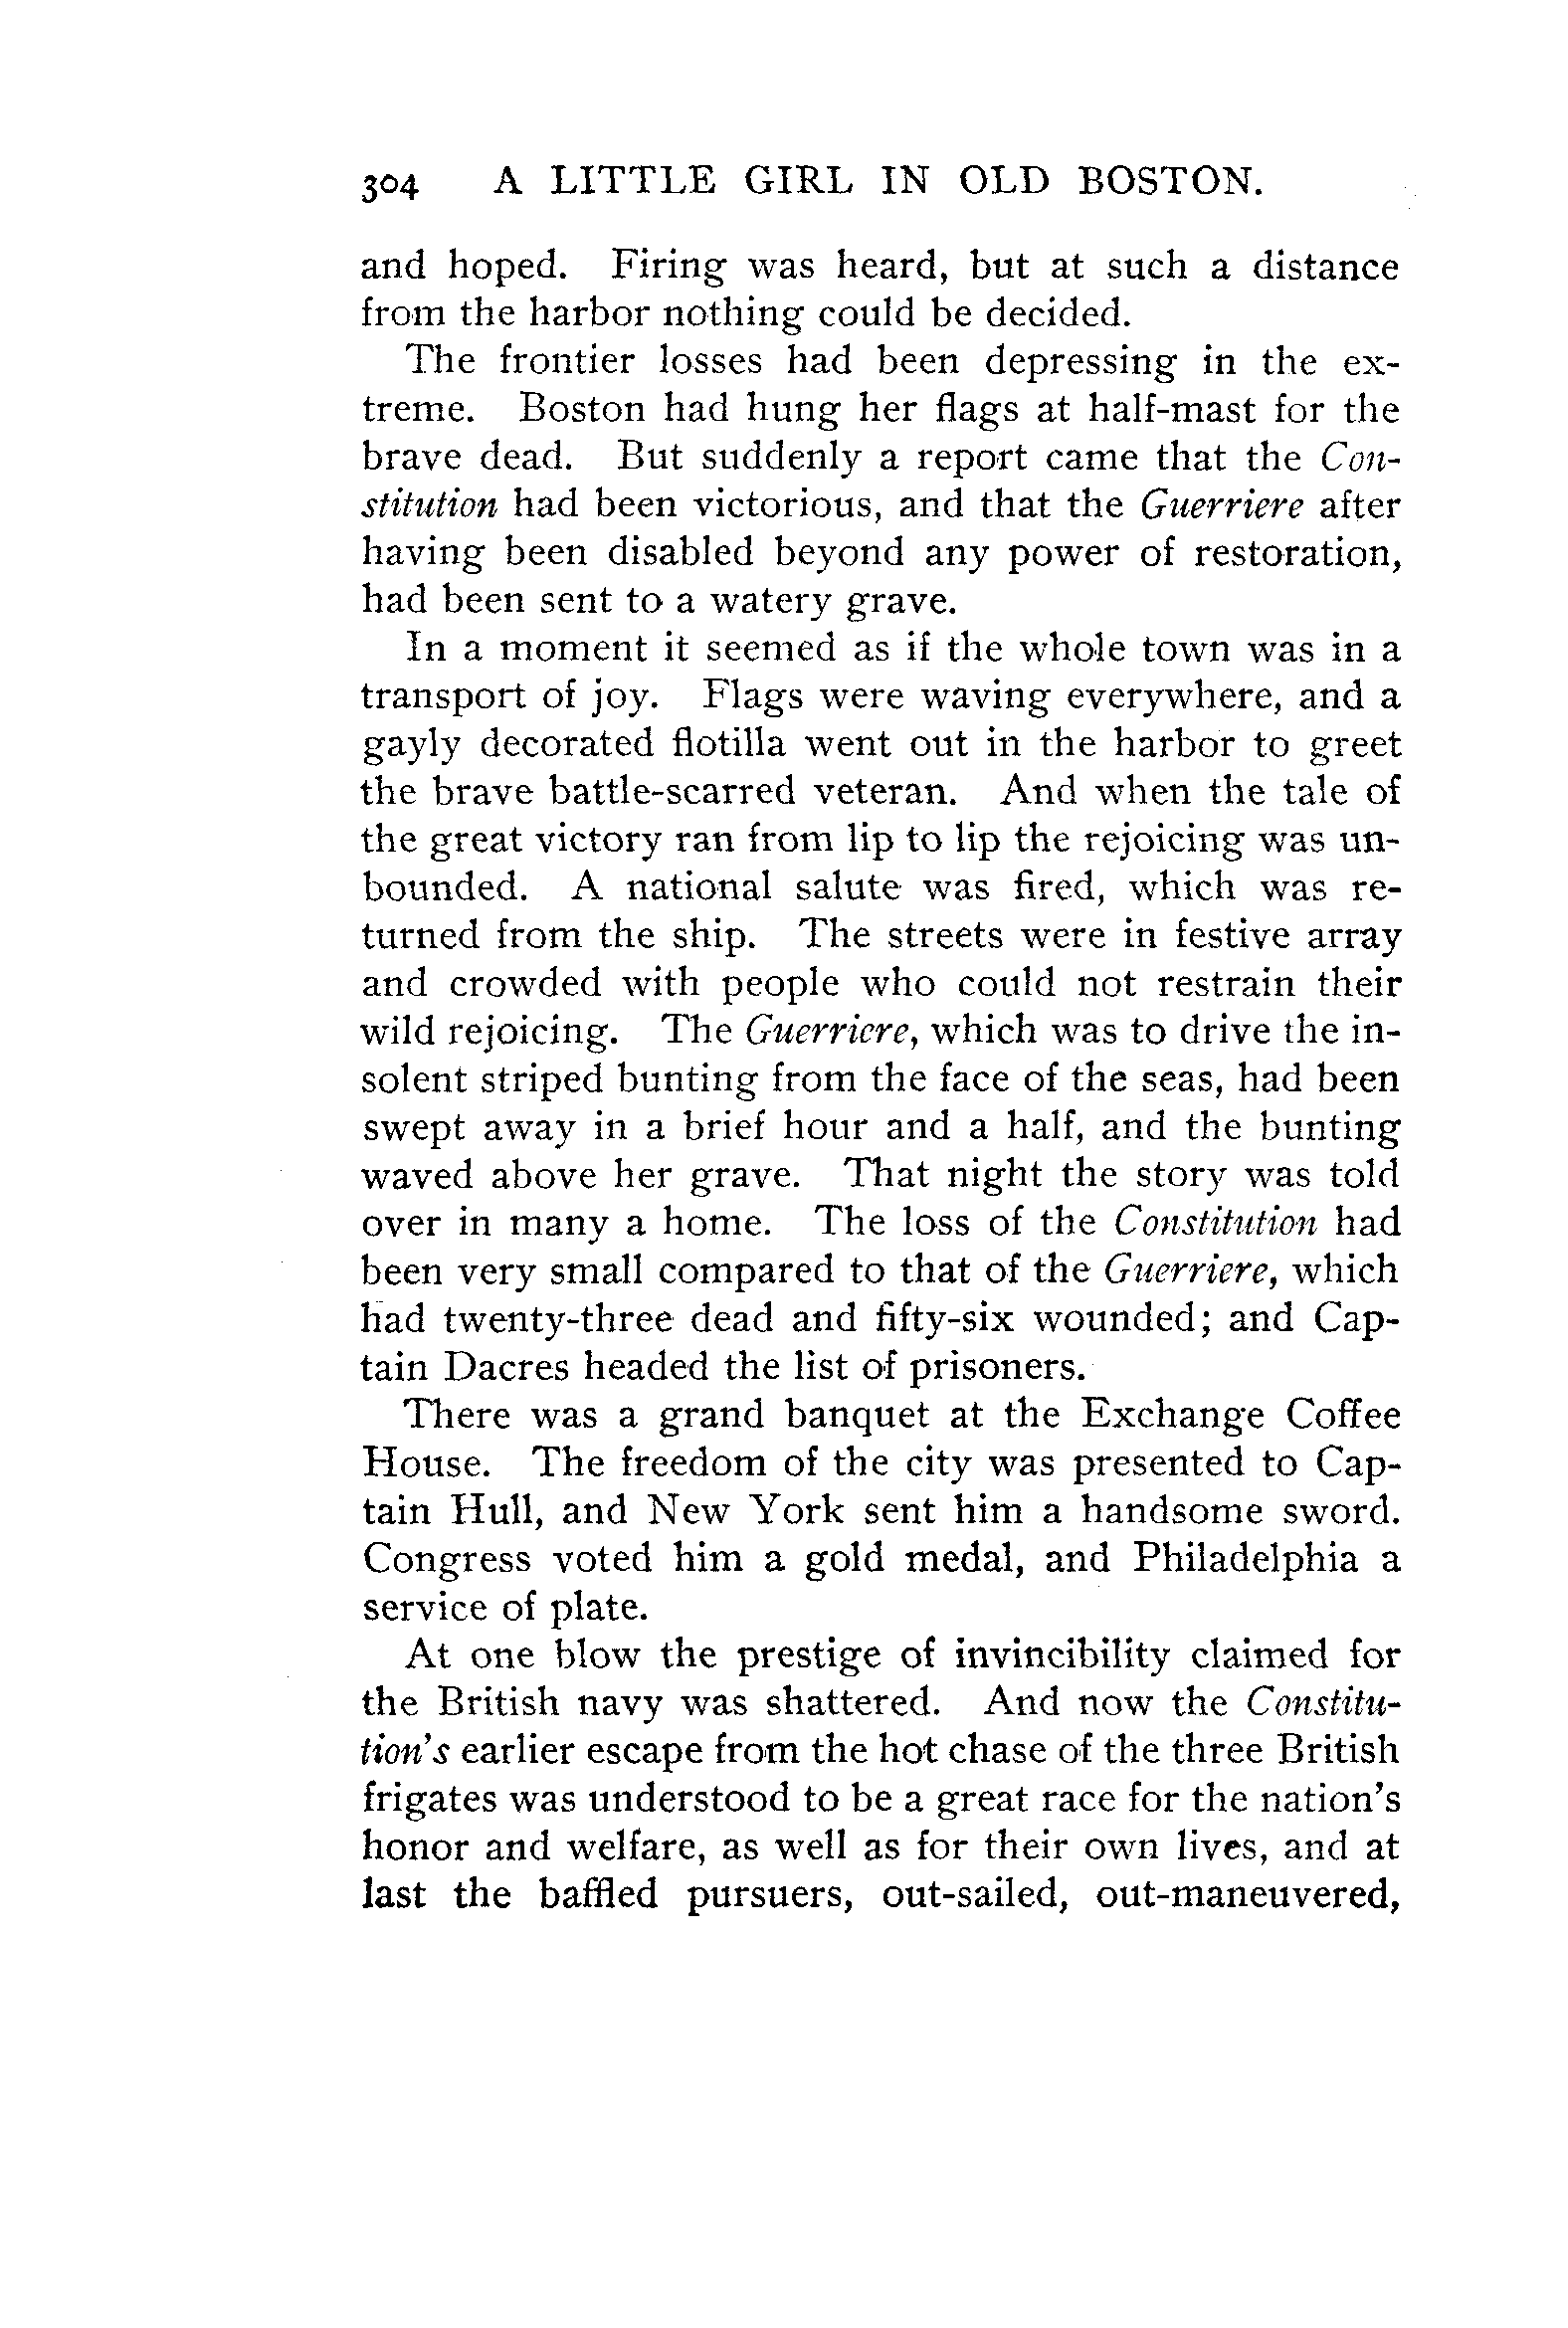 304 A LITTLE GIRL IN OLD BOSTON.
and hoped. Firing was heard, but at such a distance
from the harbor nothing could be decided.
The frontier losses had been depressing in the ex-
treme. Boston had hung her flags at half-mast for the
brave dead. But suddenly a report came that the Con-
stitution had been victorious, and that the Guerriere after
having been disabled beyond any power of restoration,
had been sent to a watery grave.
In a moment it seemed as if the whole town was in a
transport of joy. Flags were waving everywhere, and a
gayly decorated flotilla went out in the harbor to greet
the brave battle-scarred veteran. And when the tale of
the great victory ran from lip to lip the rejoicing was un-
bounded. A national salute was fired, which was re-
turned from the ship. The streets were in festive array
and crowded with people who could not restrain their
wild rejoicing. The Guerriere, which was to drive the in-
solent striped bunting from the face of the seas, had been
swept away in a brief hour and a half, and the bunting
waved above her grave. That night the story was told
over in many a home. The loss of the Constitution had
been very small compared to that of the Guerriere, which
had twenty-three dead and fifty-six wounded; and Cap-
tain Dacres headed the list of prisoners.
There was a grand banquet at the Exchange Coffee
House. The freedom of the city was presented to Cap-
tain Hull, and New York sent him a handsome sword.
Congress voted him a gold medal, and Philadelphia a
service of plate.
At one blow the prestige of invincibility claimed for
the British navy was shattered. And now the Constitu-
tion's earlier escape from the hot chase of the three British
frigates was understood to be a great race for the nation's
honor and welfare, as well as for their own lives, and at
last the baffled pursuers, out-sailed, out-maneuvered,